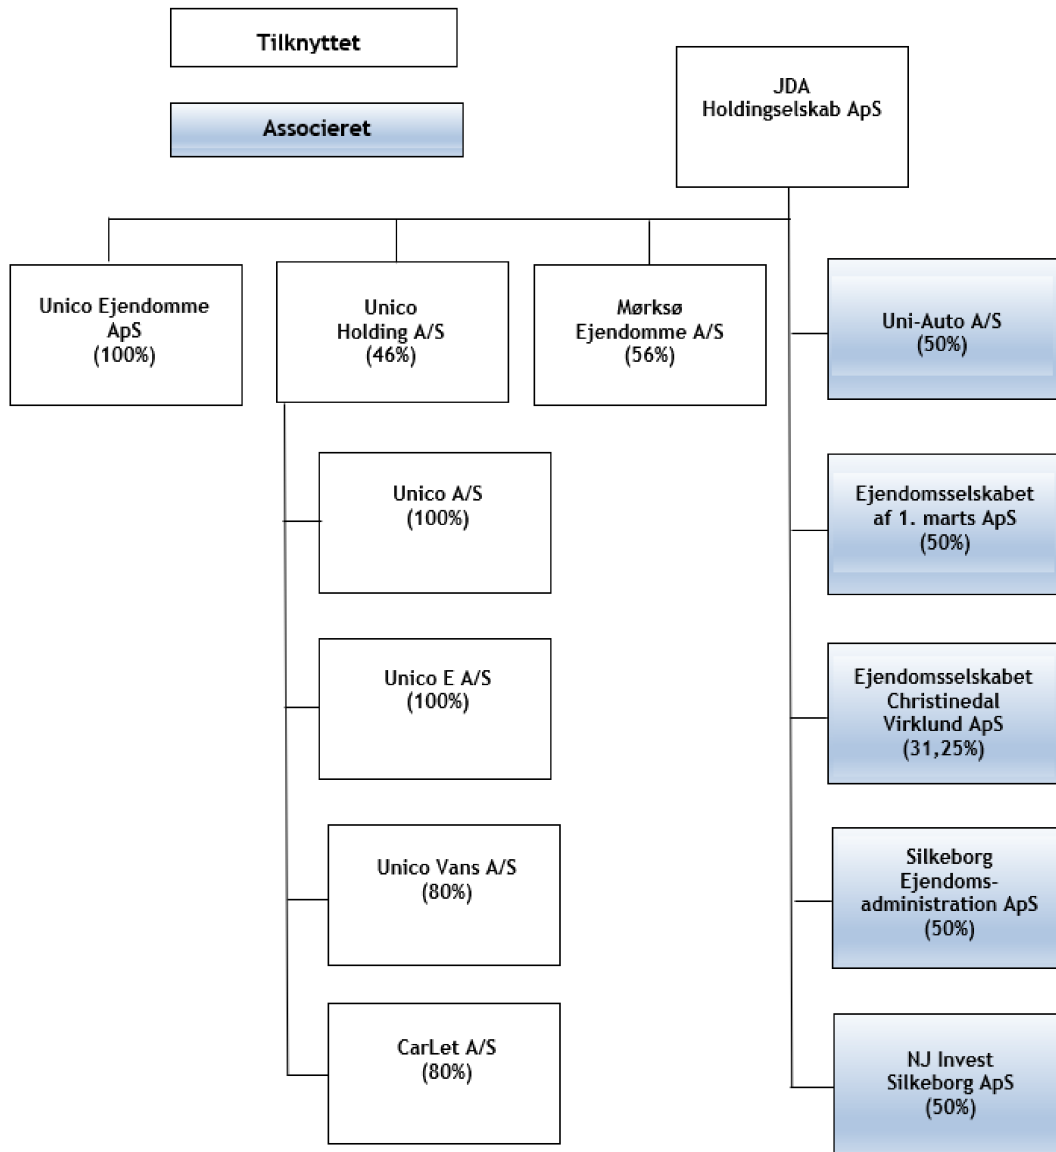 Tilknyttet
Associeret
JDA
Holdingselskab ApS
Unico Ejendomme
ApS
(100%)
Unico
Holding A/S
(46%)
Mørksø
Ejendomme A/S
(56%)
Uni-Auto A/S
(50%)
Unico A/S
(100%)
Ejendomsselskabet
af 1. marts ApS
(50%)
Unico E A/S
(100%)
Ejendomsselskabet
Christinedal
Virklund ApS
(31,25%)
Unico Vans A/S
(80%)
Silkeborg
Ejendoms-
administration ApS
(50%)
CarLet A/S
(80%)
NJ Invest
Silkeborg ApS
(50%)